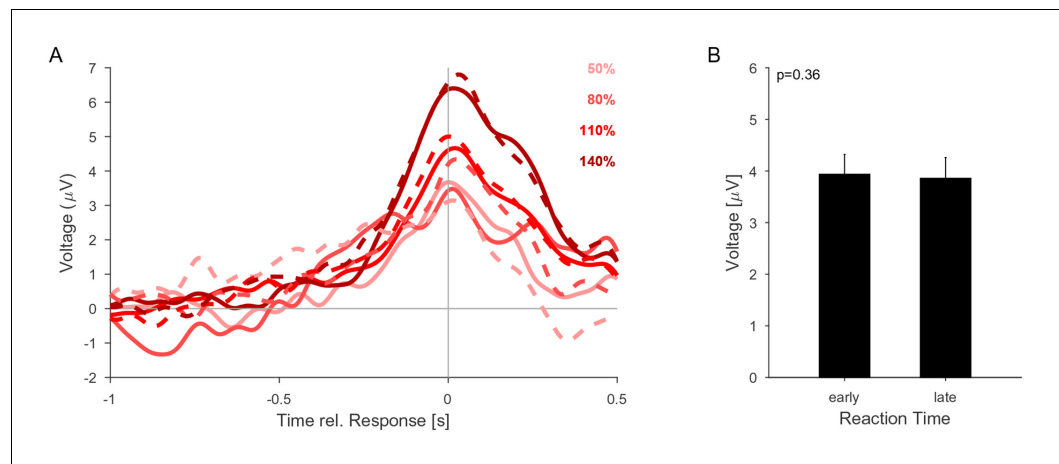 A
7
6
5
4
3
2
1
0
-1
-2
Voltage (μV)
50%
80%
110%
140%
-1
-0.5
0
0.5
Time rel. Response [s]
B
6
5
4
3
2
1
0
Voltage [μV]
p=0.36
early
late
Reaction Time